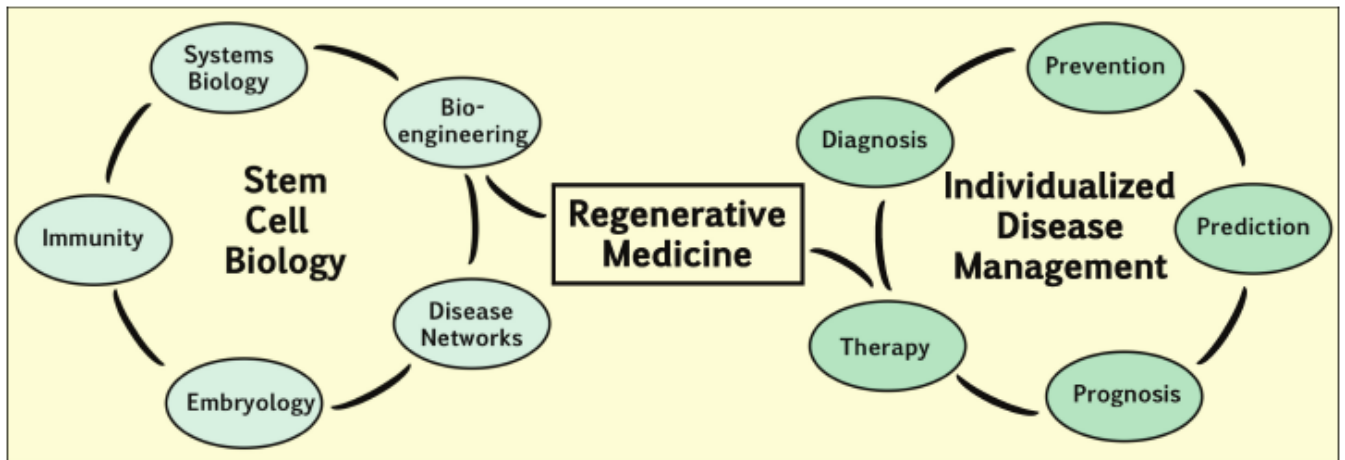 Systems
Biology
Bio-
engineering
Immunity
Stem
Cell
Biology
Disease
Networks
Embryology
Regenerative
Medicine
Prevention
Diagnosis
Individualized
Disease
Management
Prediction
Therapy
Prognosis